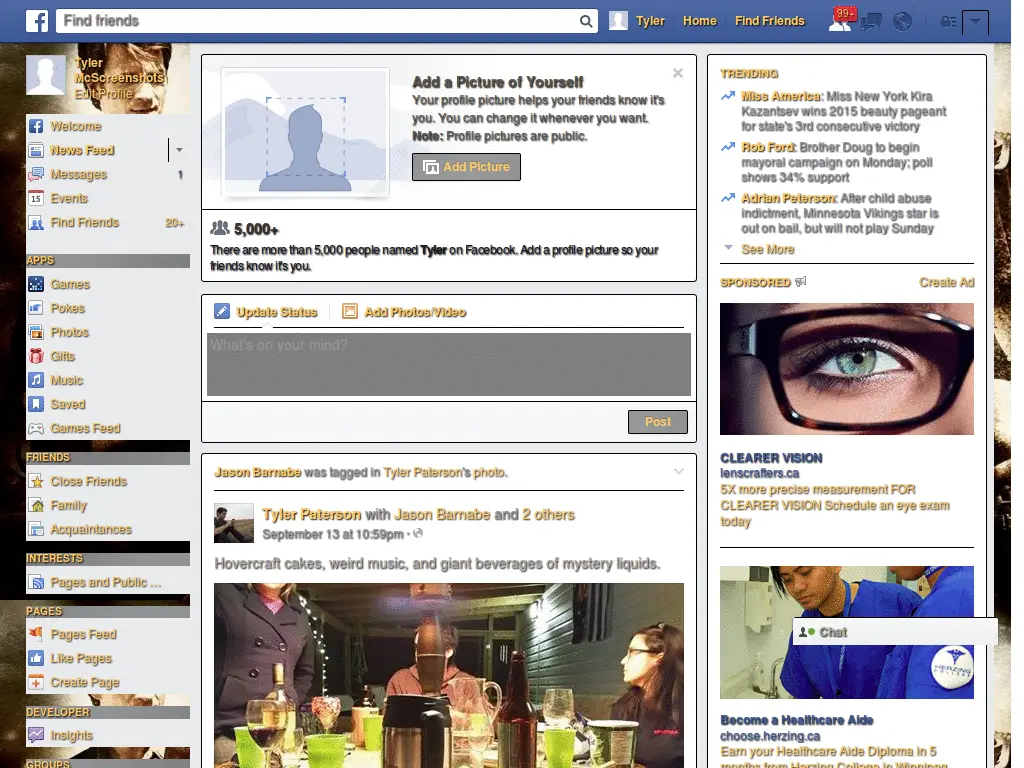 Find friends
Tyler
Home
Find Friends
99+
Tyler
McScreenshots
Edit Profile
Welcome
News Feed
Messages
1
15
Events
Find Friends
20+
APPS
Games
Pokes
Photos
Gifts
Music
Saved
Games Feed
FRIENDS
Close Friends
Family
Acquaintances
INTERESTS
Pages and Public ...
PAGES
Pages Feed
Like Pages
Create Page
DEVELOPER
Insights
GROUPS
Add a Picture of Yourself
Your profile picture helps your friends know it's
you. You can change it whenever you want.
Note: Profile pictures are public.
Add Picture
5,000+
There are more than 5,000 people named Tyler on Facebook. Add a profile picture so your
friends know it's you.
Update Status
Add Photos/Video
What's on your mind?
Post
Jason Barnabe was tagged in Tyler Paterson's photo.
Tyler Paterson with Jason Barnabe and 2 others
September 13 at 10:59pm ·
Hovercraft cakes, weird music, and giant beverages of mystery liquids.
TRENDING
Miss America: Miss New York Kira
Kazantsev wins 2015 beauty pageant
for state's 3rd consecutive victory
Rob Ford: Brother Doug to begin
mayoral campaign on Monday; poll
shows 34% support
Adrian Peterson: After child abuse
indictment, Minnesota Vikings star is
out on bail, but will not play Sunday
See More
SPONSORED
Create Ad
CLEARER VISION
lenscrafters.ca
5X more precise measurement FOR
CLEARER VISION Schedule an eye exam
today
Chat
HERZING
COLLEGE
Become a Healthcare Aide
choose.herzing.ca
Earn your Healthcare Aide Diploma in 5
months from Herzing College in Winnipeg